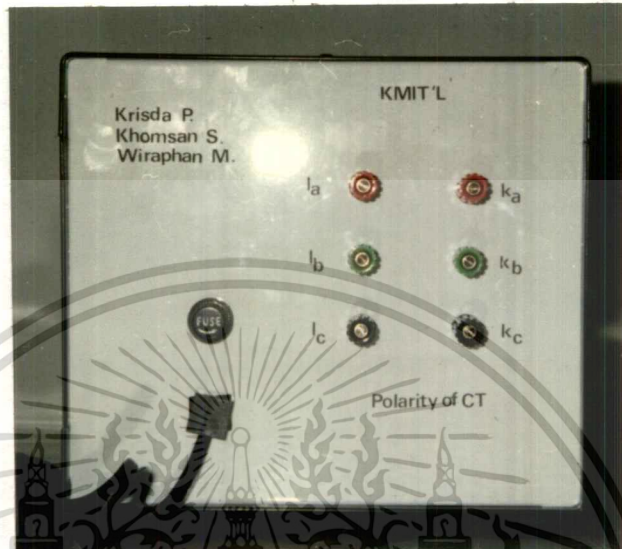 KMIT'L
Krisda P.
Khomsan S.
Wiraphan M.
la ka
lb kb
FUSE
lc kc
Polarity of CT